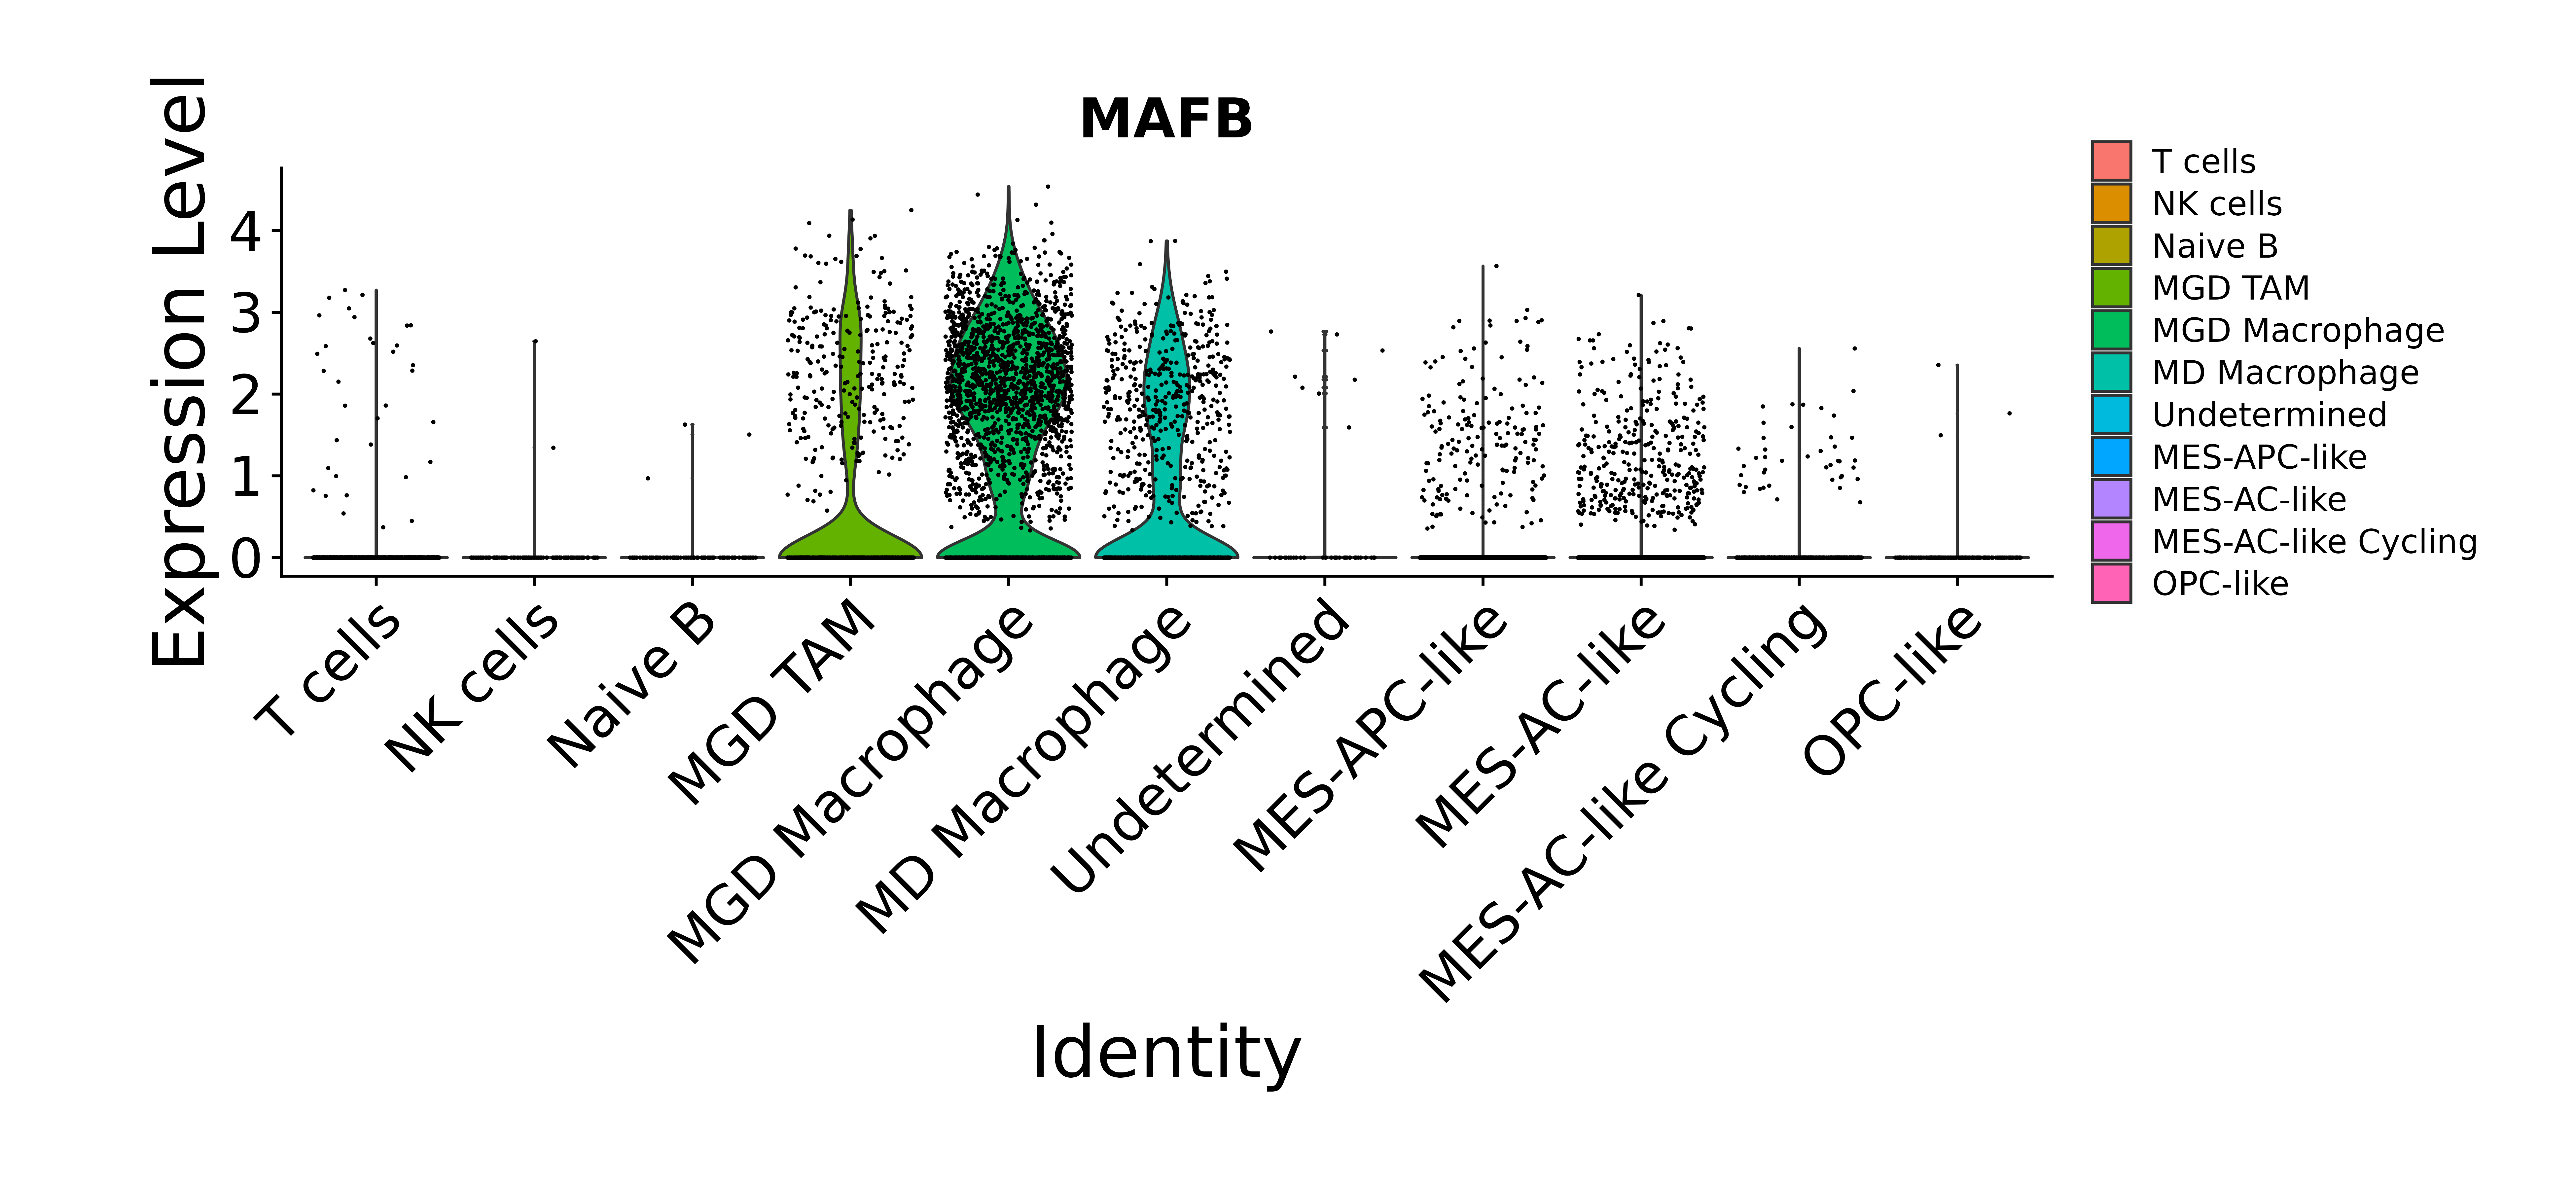 MAFB
Expression Level
4
3
2
1
0
T cells
NK cells
Naive B
MGD TAM
MGD Macrophage
MD Macrophage
Undetermined
MES-APC-like
MES-AC-like
MES-AC-like Cycling
OPC-like
Identity
T cells
NK cells
Naive B
MGD TAM
MGD Macrophage
MD Macrophage
Undetermined
MES-APC-like
MES-AC-like
MES-AC-like Cycling
OPC-like